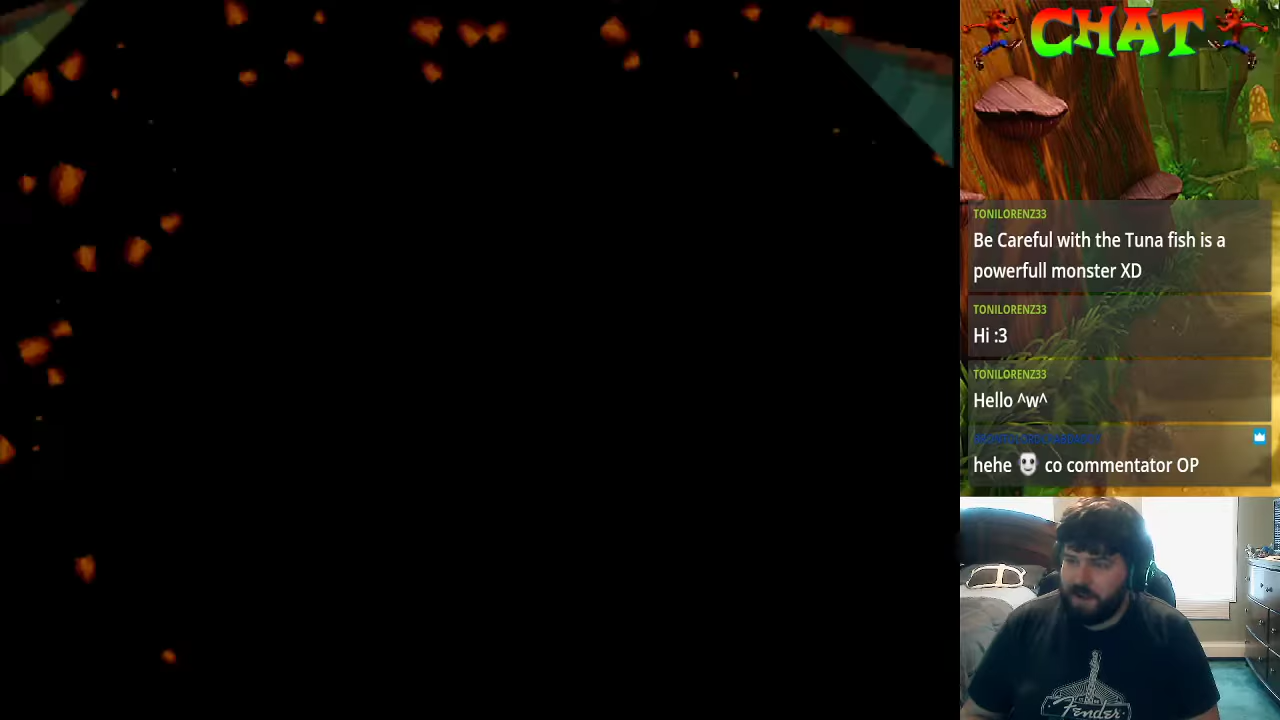 CHAT
TONILORENZ33
Be Careful with the Tuna fish is a
powerfull monster XD
TONILORENZ33
Hi :3
TONILORENZ33
Hello ^w^
hehe co commentator OP
Fender